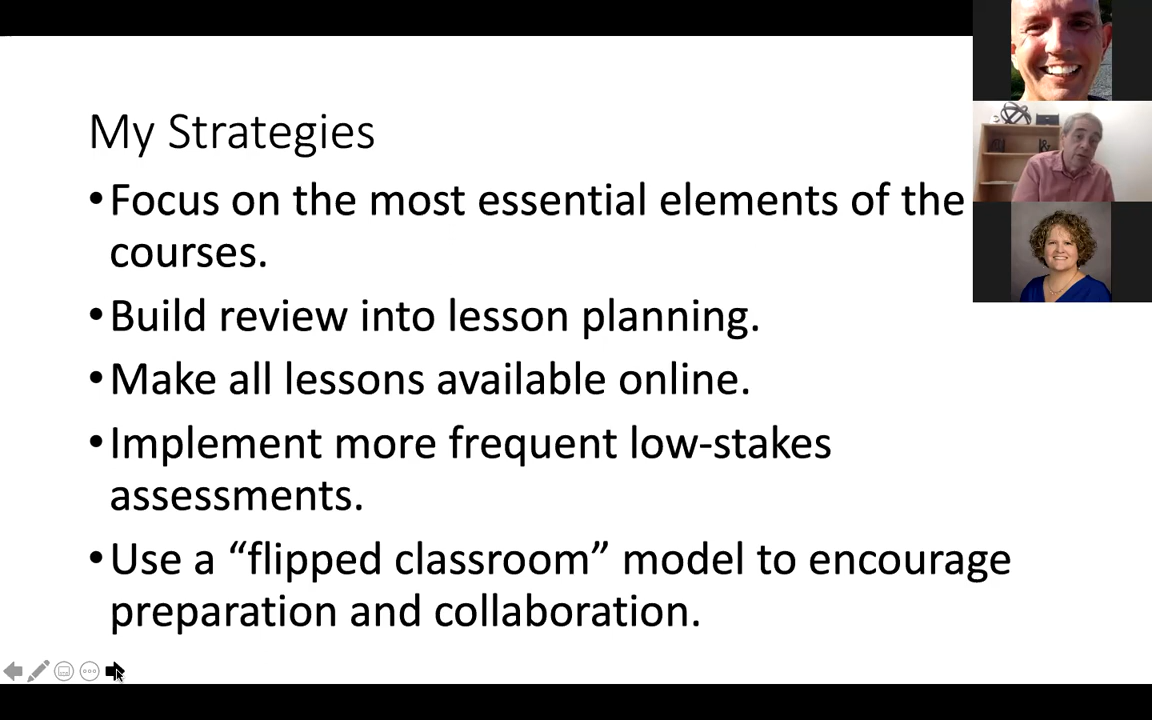 My Strategies
•Focus on the most essential elements of the
courses.
•Build review into lesson planning.
•Make all lessons available online.
•Implement more frequent low-stakes
assessments.
•Use a “flipped classroom” model to encourage
preparation and collaboration.